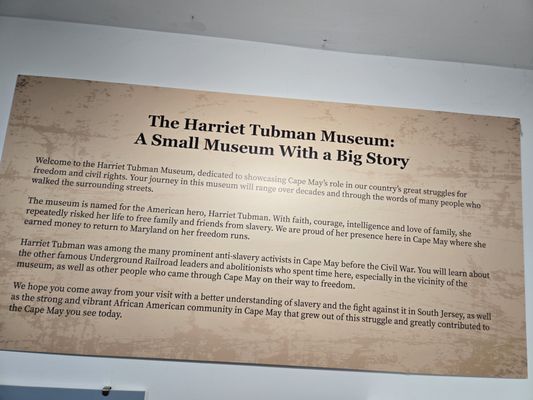 The Harriet Tubman Museum:
A Small Museum With a Big Story
Welcome to the Harriet Tubman Museum, dedicated to showcasing Cape May's role in our country's great struggles for
freedom and civil rights. Your journey in this museum will range over decades and through the words of many people who
walked the surrounding streets.
The museum is named for the American hero, Harriet Tubman. With faith, courage, intelligence and love of family, she
repeatedly risked her life to free family and friends from slavery. We are proud of her presence here in Cape May where she
earned money to return to Maryland on her freedom runs.
Harriet Tubman was among the many prominent anti-slavery activists in Cape May before the Civil War. You will learn about
the other famous Underground Railroad leaders and abolitionists who spent time here, especially in the vicinity of the
museum, as well as other people who came through Cape May on their way to freedom.
We hope you come away from your visit with a better understanding of slavery and the fight against it in South Jersey, as well
as the strong and vibrant African American community in Cape May that grew out of this struggle and greatly contributed to
the Cape May you see today.